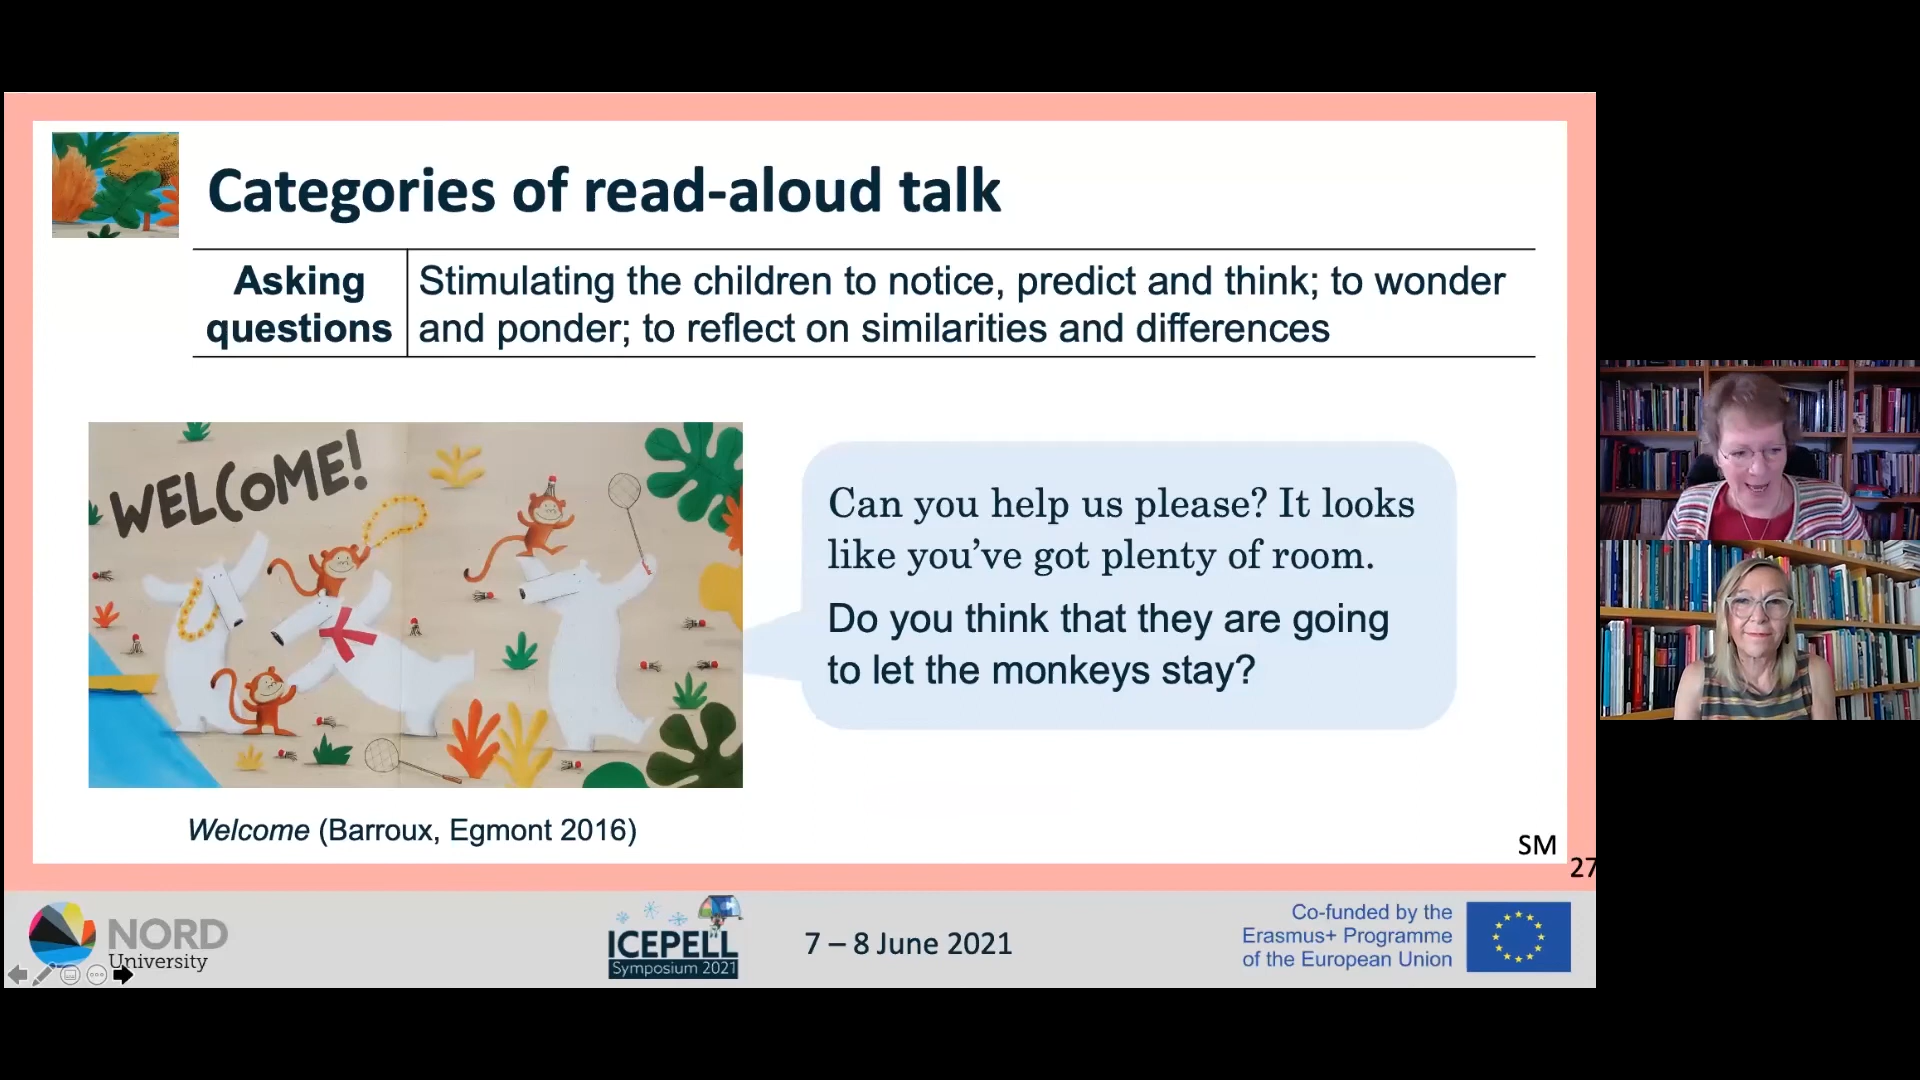 Categories of read-aloud talk
Asking
questions
Stimulating the children to notice, predict and think; to wonder
and ponder; to reflect on similarities and differences
WELCOME!
Can you help us please? It looks
like you’ve got plenty of room.
Do you think that they are going
to let the monkeys stay?
Welcome (Barroux, Egmont 2016)
SM
27
NORD
University
ICEPELL
Symposium 2021
7 – 8 June 2021
Co-funded by the
Erasmus+ Programme
of the European Union